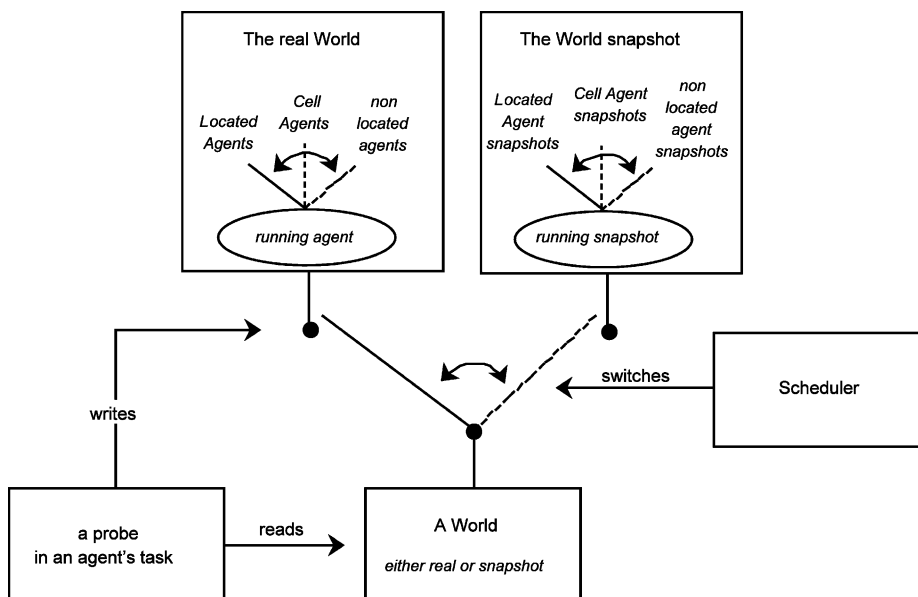 The real World
Located
Agents
Cell
Agents
non
located
agents
running agent
The World snapshot
Located
Agent
snapshots
Cell Agent
snapshots
non
located
agent
snapshots
running snapshot
switches
Scheduler
writes
a probe
in an agent's task
reads
A World
either real or snapshot